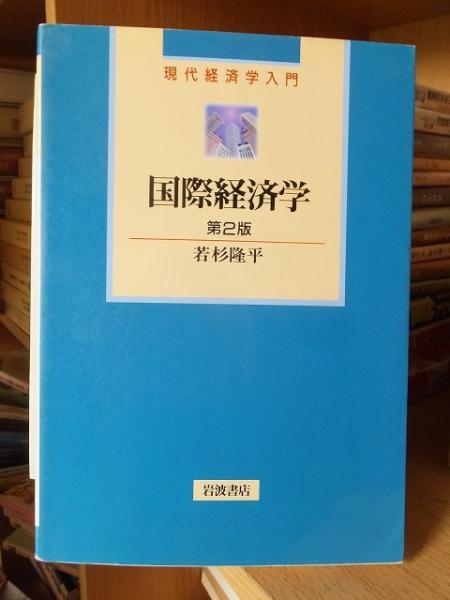 現代経済学入門
国際経済学
第2版
若杉隆平
岩波書店